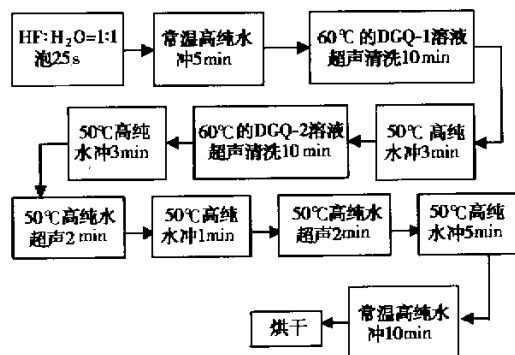 HF:H₂O=1:1
泡25s
常温高纯水
冲5min
60℃的DGQ-1溶液
超声清洗10min
50℃高纯
水冲3min
60℃的DGQ-2溶液
超声清洗10min
50℃高纯
水冲3min
50℃高纯水
超声2min
50℃高纯
水冲1min
50℃高纯水
超声2min
50℃高纯
水冲5min
常温高纯水
冲10min
烘干